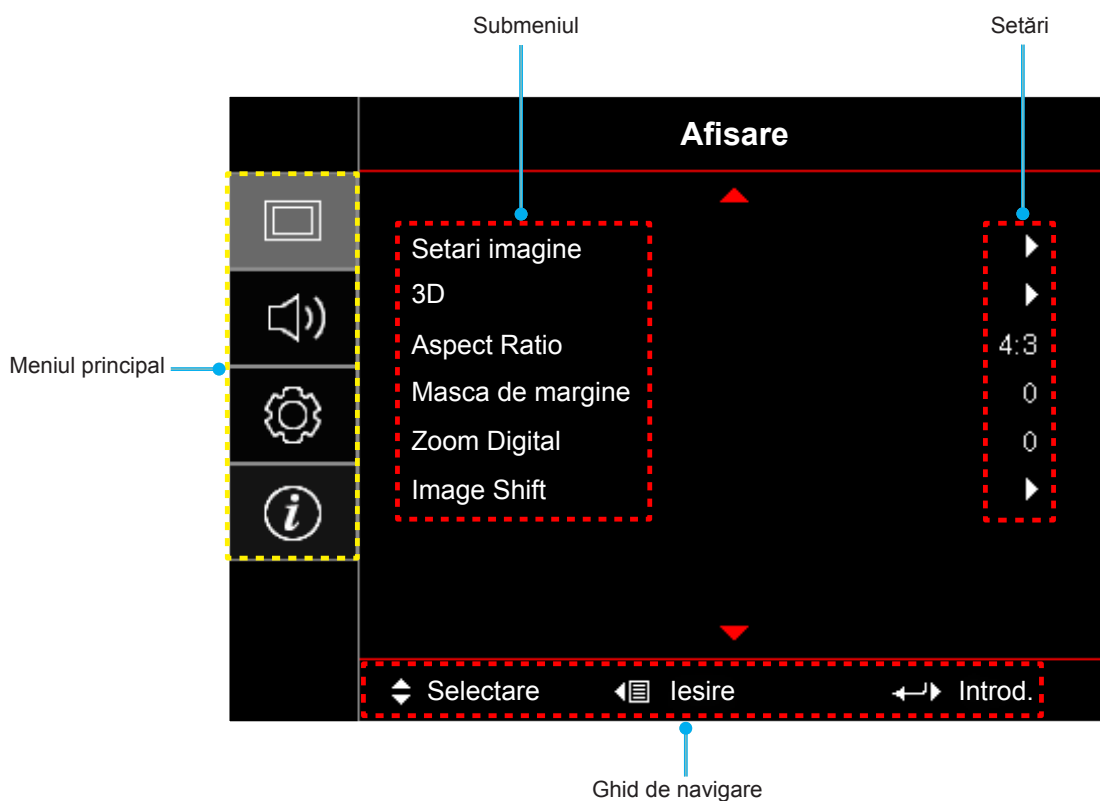 Submeniul Setări
Afisare
Setari imagine
3D
Aspect Ratio 4:3
Meniul principal
Masca de margine 0
Zoom Digital 0
Image Shift
Selectare Iesire Introd.
Ghid de navigare